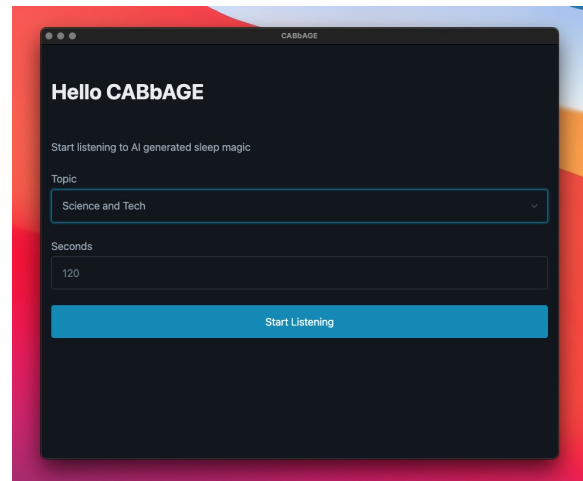 CABbAGE
Hello CABbAGE
Start listening to AI generated sleep magic
Topic
Science and Tech
Seconds
120
Start Listening